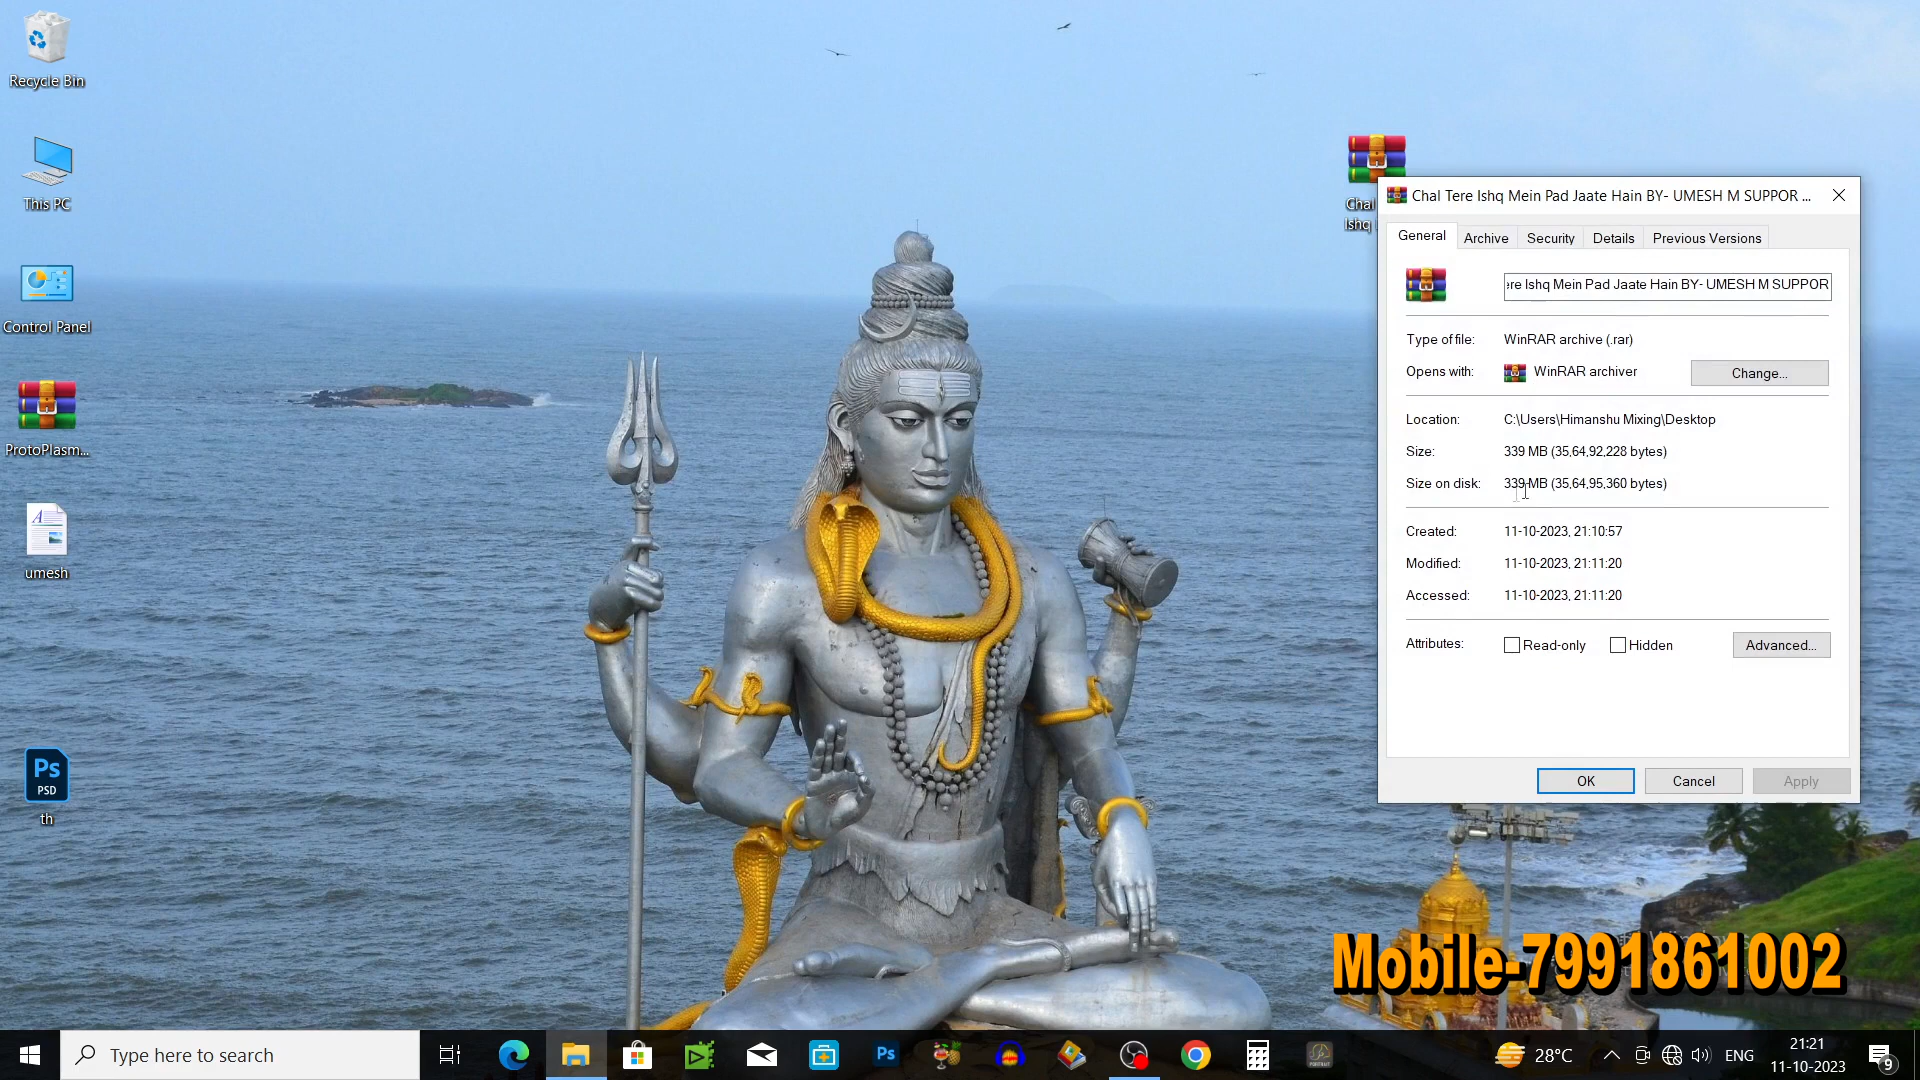 Recycle Bin
This PC
Control Panel
ProtoPlasm...
A
umesh
Ps
PSD
th
Chal
Ishq
Chal Tere Ishq Mein Pad Jaate Hain BY- UMESH M SUPPOR ...
General
Archive
Security
Details
Previous Versions
ere Ishq Mein Pad Jaate Hain BY- UMESH M SUPPOR
Type of file:
WinRAR archive (.rar)
Opens with:
WinRAR archiver
Change...
Location:
C:\Users\Himanshu Mixing\Desktop
Size:
339 MB (35,64,92,228 bytes)
Size on disk:
339 MB (35,64,95,360 bytes)
Created:
11-10-2023, 21:10:57
Modified:
11-10-2023, 21:11:20
Accessed:
11-10-2023, 21:11:20
Attributes:
Read-only
Hidden
Advanced...
OK
Cancel
Apply
Mobile-7991861002
Type here to search
Ps
28°C
ENG
21:21
11-10-2023
9